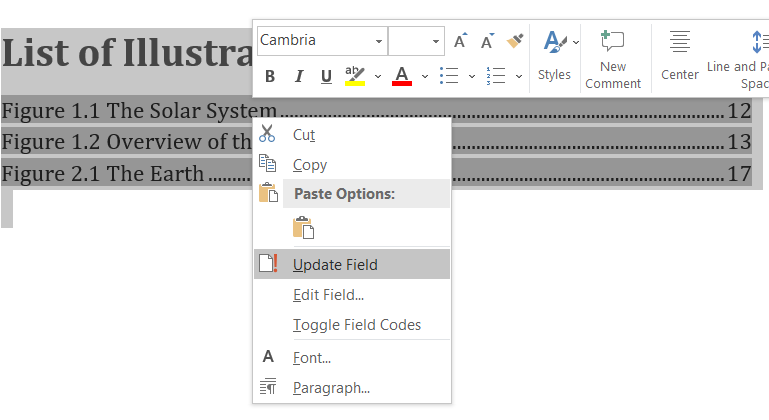 Cambria
A A
B I U ab A
Styles
New
Comment
Center
Line and Pa
Spac
List of Illustra
Figure 1.1 The Solar System 12
Figure 1.2 Overview of th 13
Figure 2.1 The Earth 17
Cut
Copy
Paste Options:
Update Field
Edit Field...
Toggle Field Codes
A Font...
Paragraph...